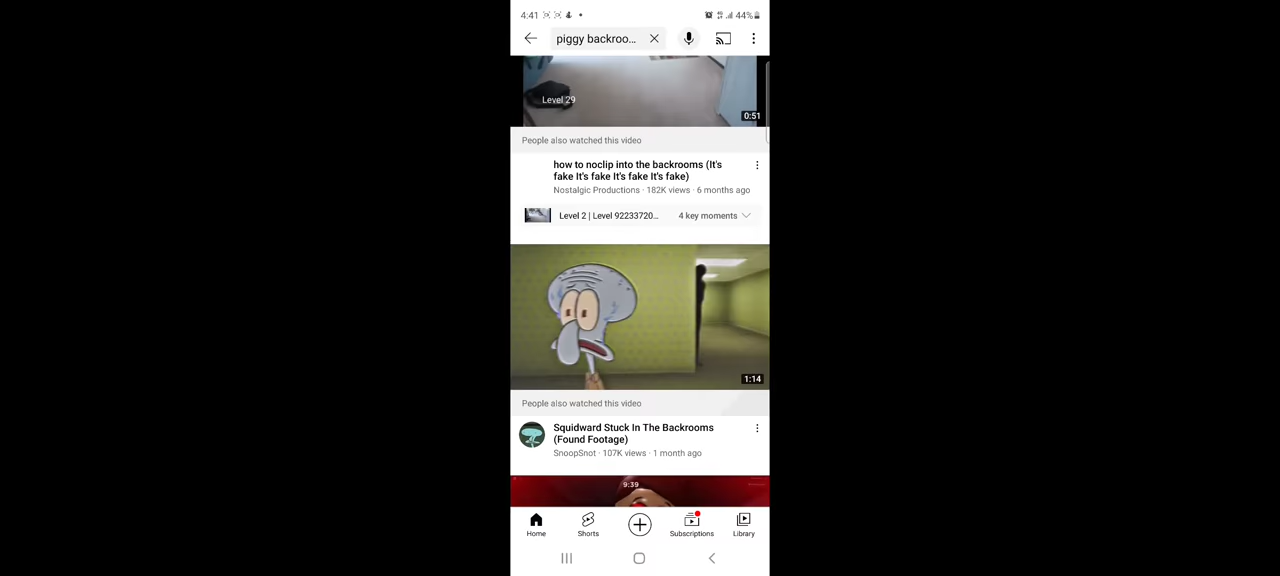 4:41
44%
piggy backroo...
Level 29
0:51
People also watched this video
how to noclip into the backrooms (It's
fake It's fake It's fake It's fake)
Nostalgic Productions · 182K views · 6 months ago
Level 2 | Level 92233720... 4 key moments
1:14
People also watched this video
Squidward Stuck In The Backrooms
(Found Footage)
SnoopSnot · 107K views · 1 month ago
9:39
Home Shorts Subscriptions Library